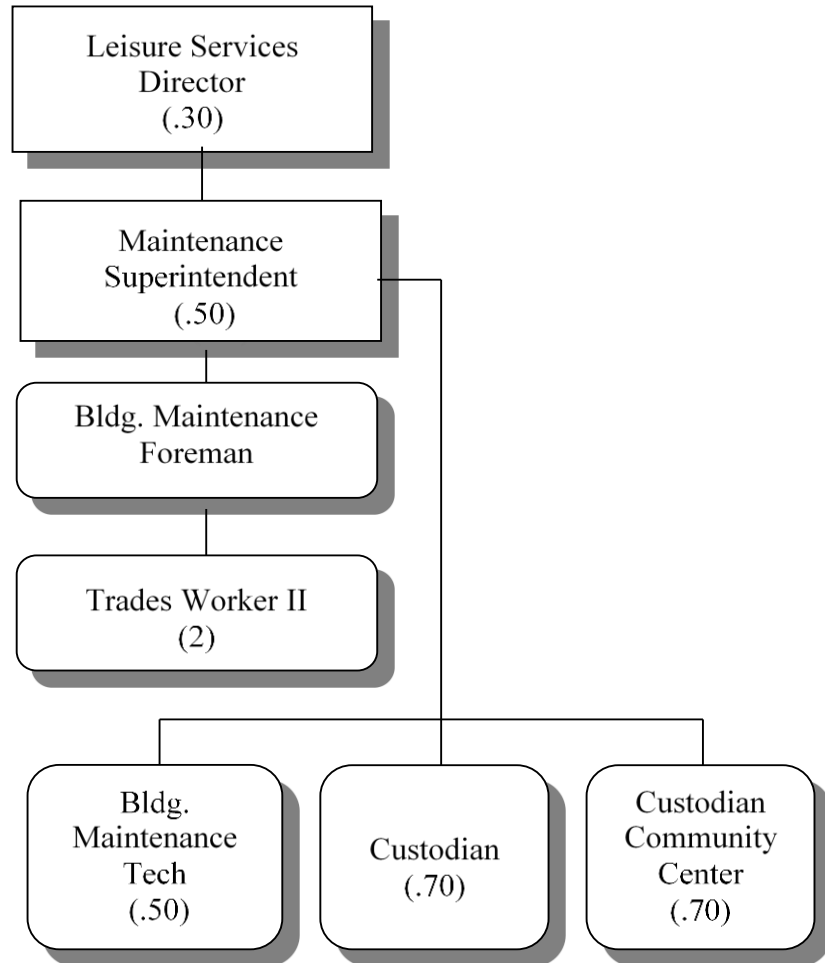 Leisure Services
Director
(.30)
Maintenance
Superintendent
(.50)
Bldg. Maintenance
Foreman
Trades Worker II
(2)
Bldg.
Maintenance
Tech
(.50)
Custodian
(.70)
Custodian
Community
Center
(.70)